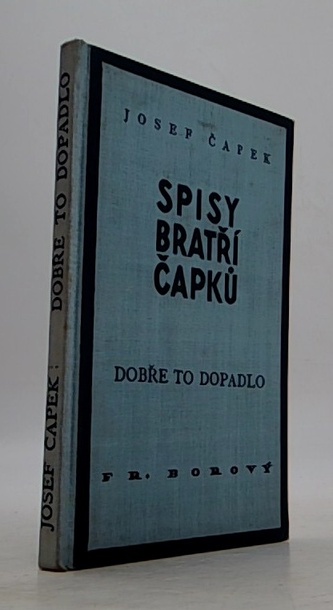 JOSEF ČAPEK
SPISY
BRATŘÍ
ČAPKŮ
DOBŘE TO DOPADLO
FR. BOROVÝ
JOSEF ČAPEK: DOBŘE TO DOPADLO